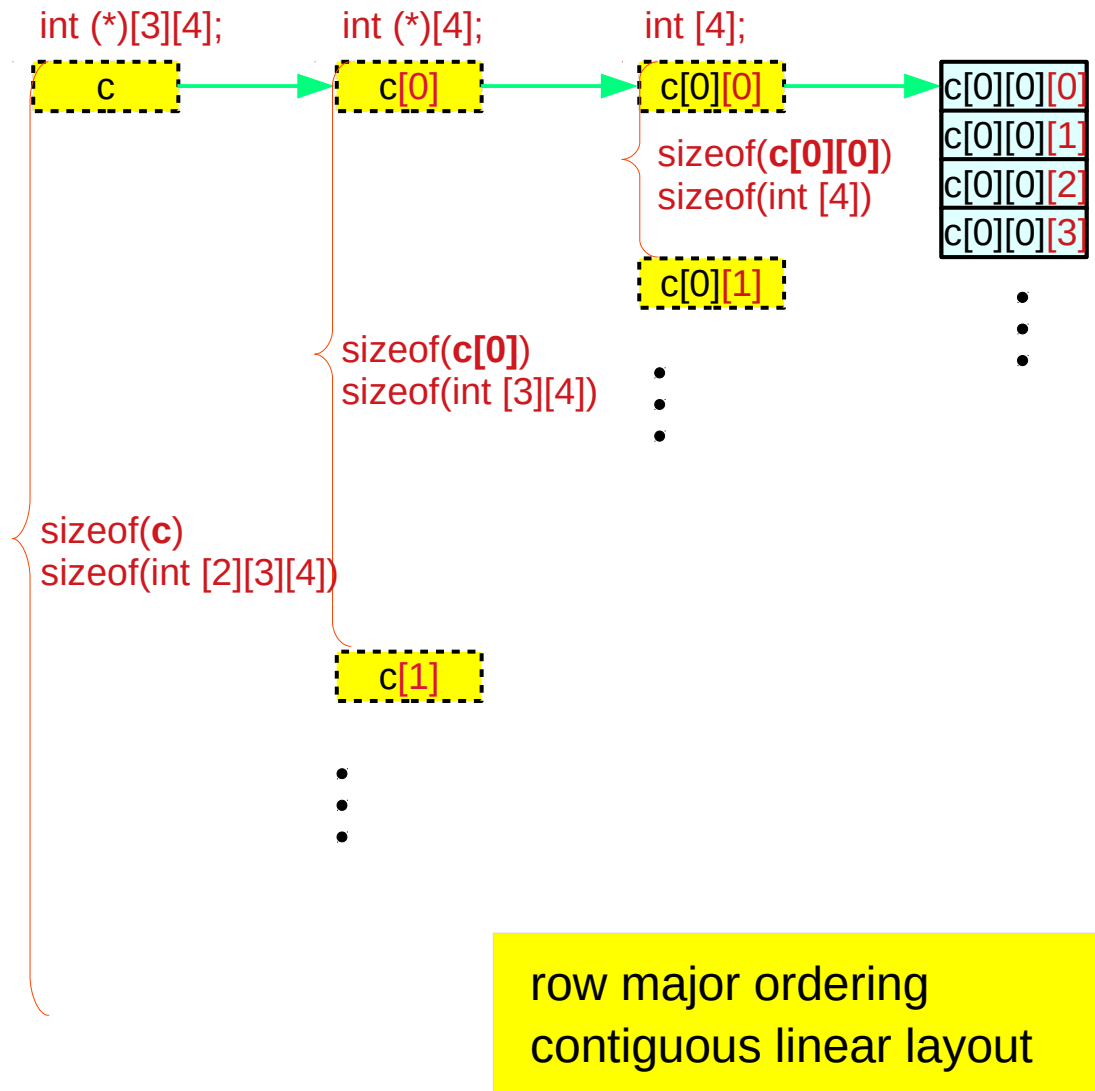 int (*)[3][4];
int (*)[4];
int [4];
c
c[0]
c[0][0]
c[0][0][0]
c[0][0][1]
c[0][0][2]
c[0][0][3]
sizeof(c[0][0])
sizeof(int [4])
c[0][1]
sizeof(c[0])
sizeof(int [3][4])
sizeof(c)
sizeof(int [2][3][4])
c[1]
row major ordering
contiguous linear layout